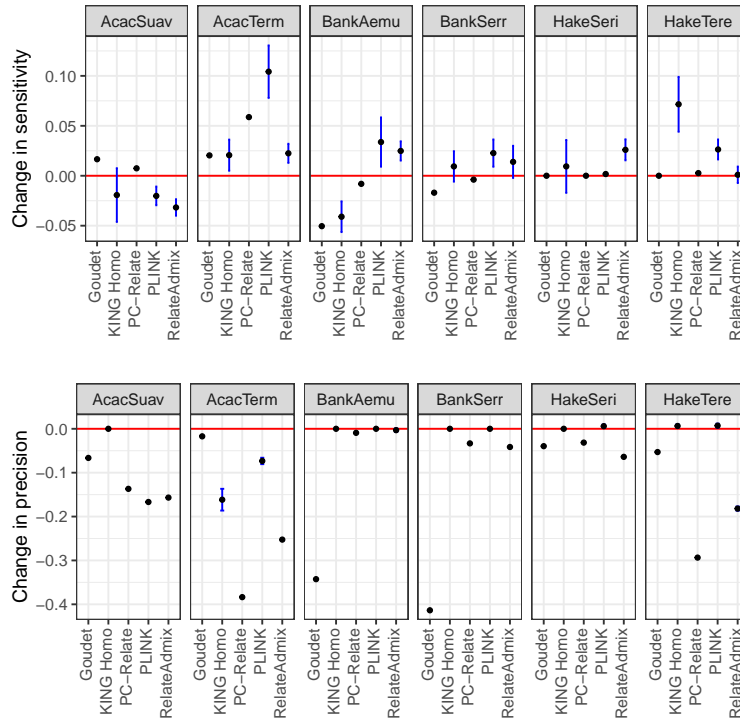 AcacSuav AcacTerm BankAemu BankSerr HakeSeri HakeTere
Change in sensitivity
0.10
0.05
0.00
−0.05
Goudet KING Homo PC−Relate PLINK RelateAdmix Goudet KING Homo PC−Relate PLINK RelateAdmix Goudet KING Homo PC−Relate PLINK RelateAdmix Goudet KING Homo PC−Relate PLINK RelateAdmix Goudet KING Homo PC−Relate PLINK RelateAdmix Goudet KING Homo PC−Relate PLINK RelateAdmix
AcacSuav AcacTerm BankAemu BankSerr HakeSeri HakeTere
Change in precision
0.0
−0.1
−0.2
−0.3
−0.4
Goudet KING Homo PC−Relate PLINK RelateAdmix Goudet KING Homo PC−Relate PLINK RelateAdmix Goudet KING Homo PC−Relate PLINK RelateAdmix Goudet KING Homo PC−Relate PLINK RelateAdmix Goudet KING Homo PC−Relate PLINK RelateAdmix Goudet KING Homo PC−Relate PLINK RelateAdmix